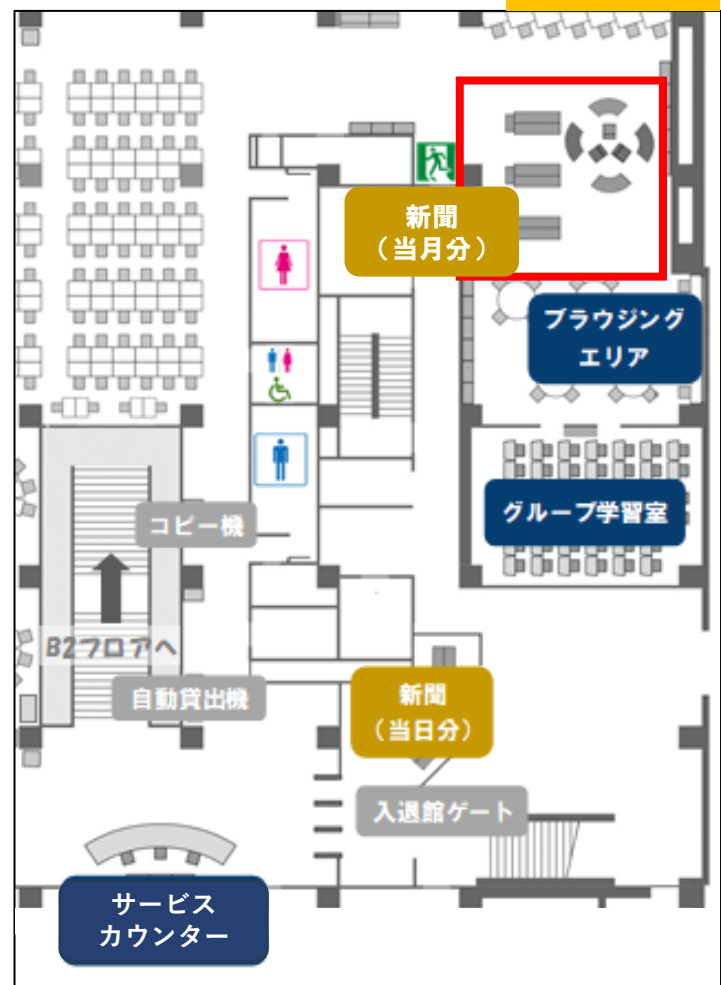 新聞
（当月分）
ブラウジング
エリア
グループ学習室
コピー機
B2フロアへ
自動貸出機
新聞
（当日分）
入退館ゲート
サービス
カウンター